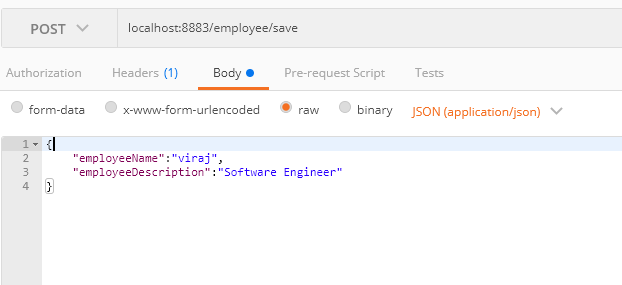 POST localhost:8883/employee/save
Authorization Headers (1) Body Pre-request Script Tests
form-data x-www-form-urlencoded raw binary JSON (application/json)
1 {
2 "employeeName":"viraj",
3 "employeeDescription":"Software Engineer"
4 }